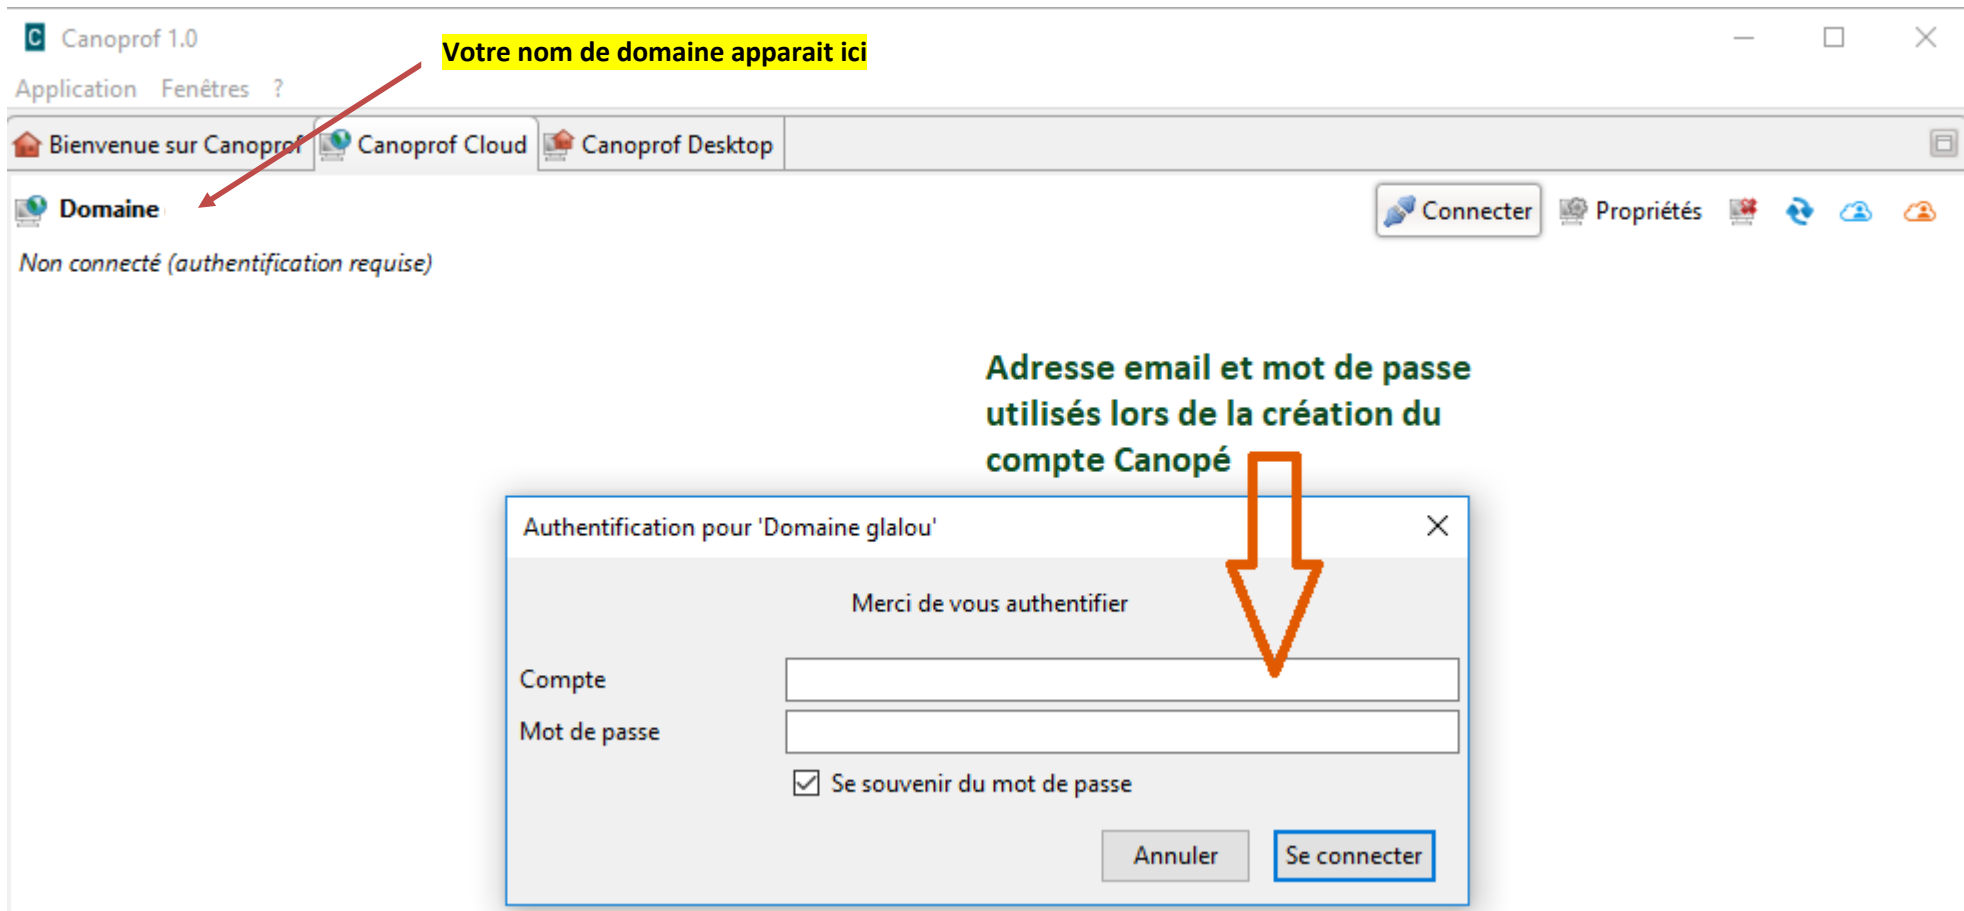 Canoprof 1.0
Votre nom de domaine apparait ici
Application Fenêtres ?
Bienvenue sur Canoprof Canoprof Cloud Canoprof Desktop
Domaine
Connecter Propriétés
Non connecté (authentification requise)
Adresse email et mot de passe
utilisés lors de la création du
compte Canopé
Authentification pour 'Domaine glalou'
Merci de vous authentifier
Compte
Mot de passe
Se souvenir du mot de passe
Annuler Se connecter